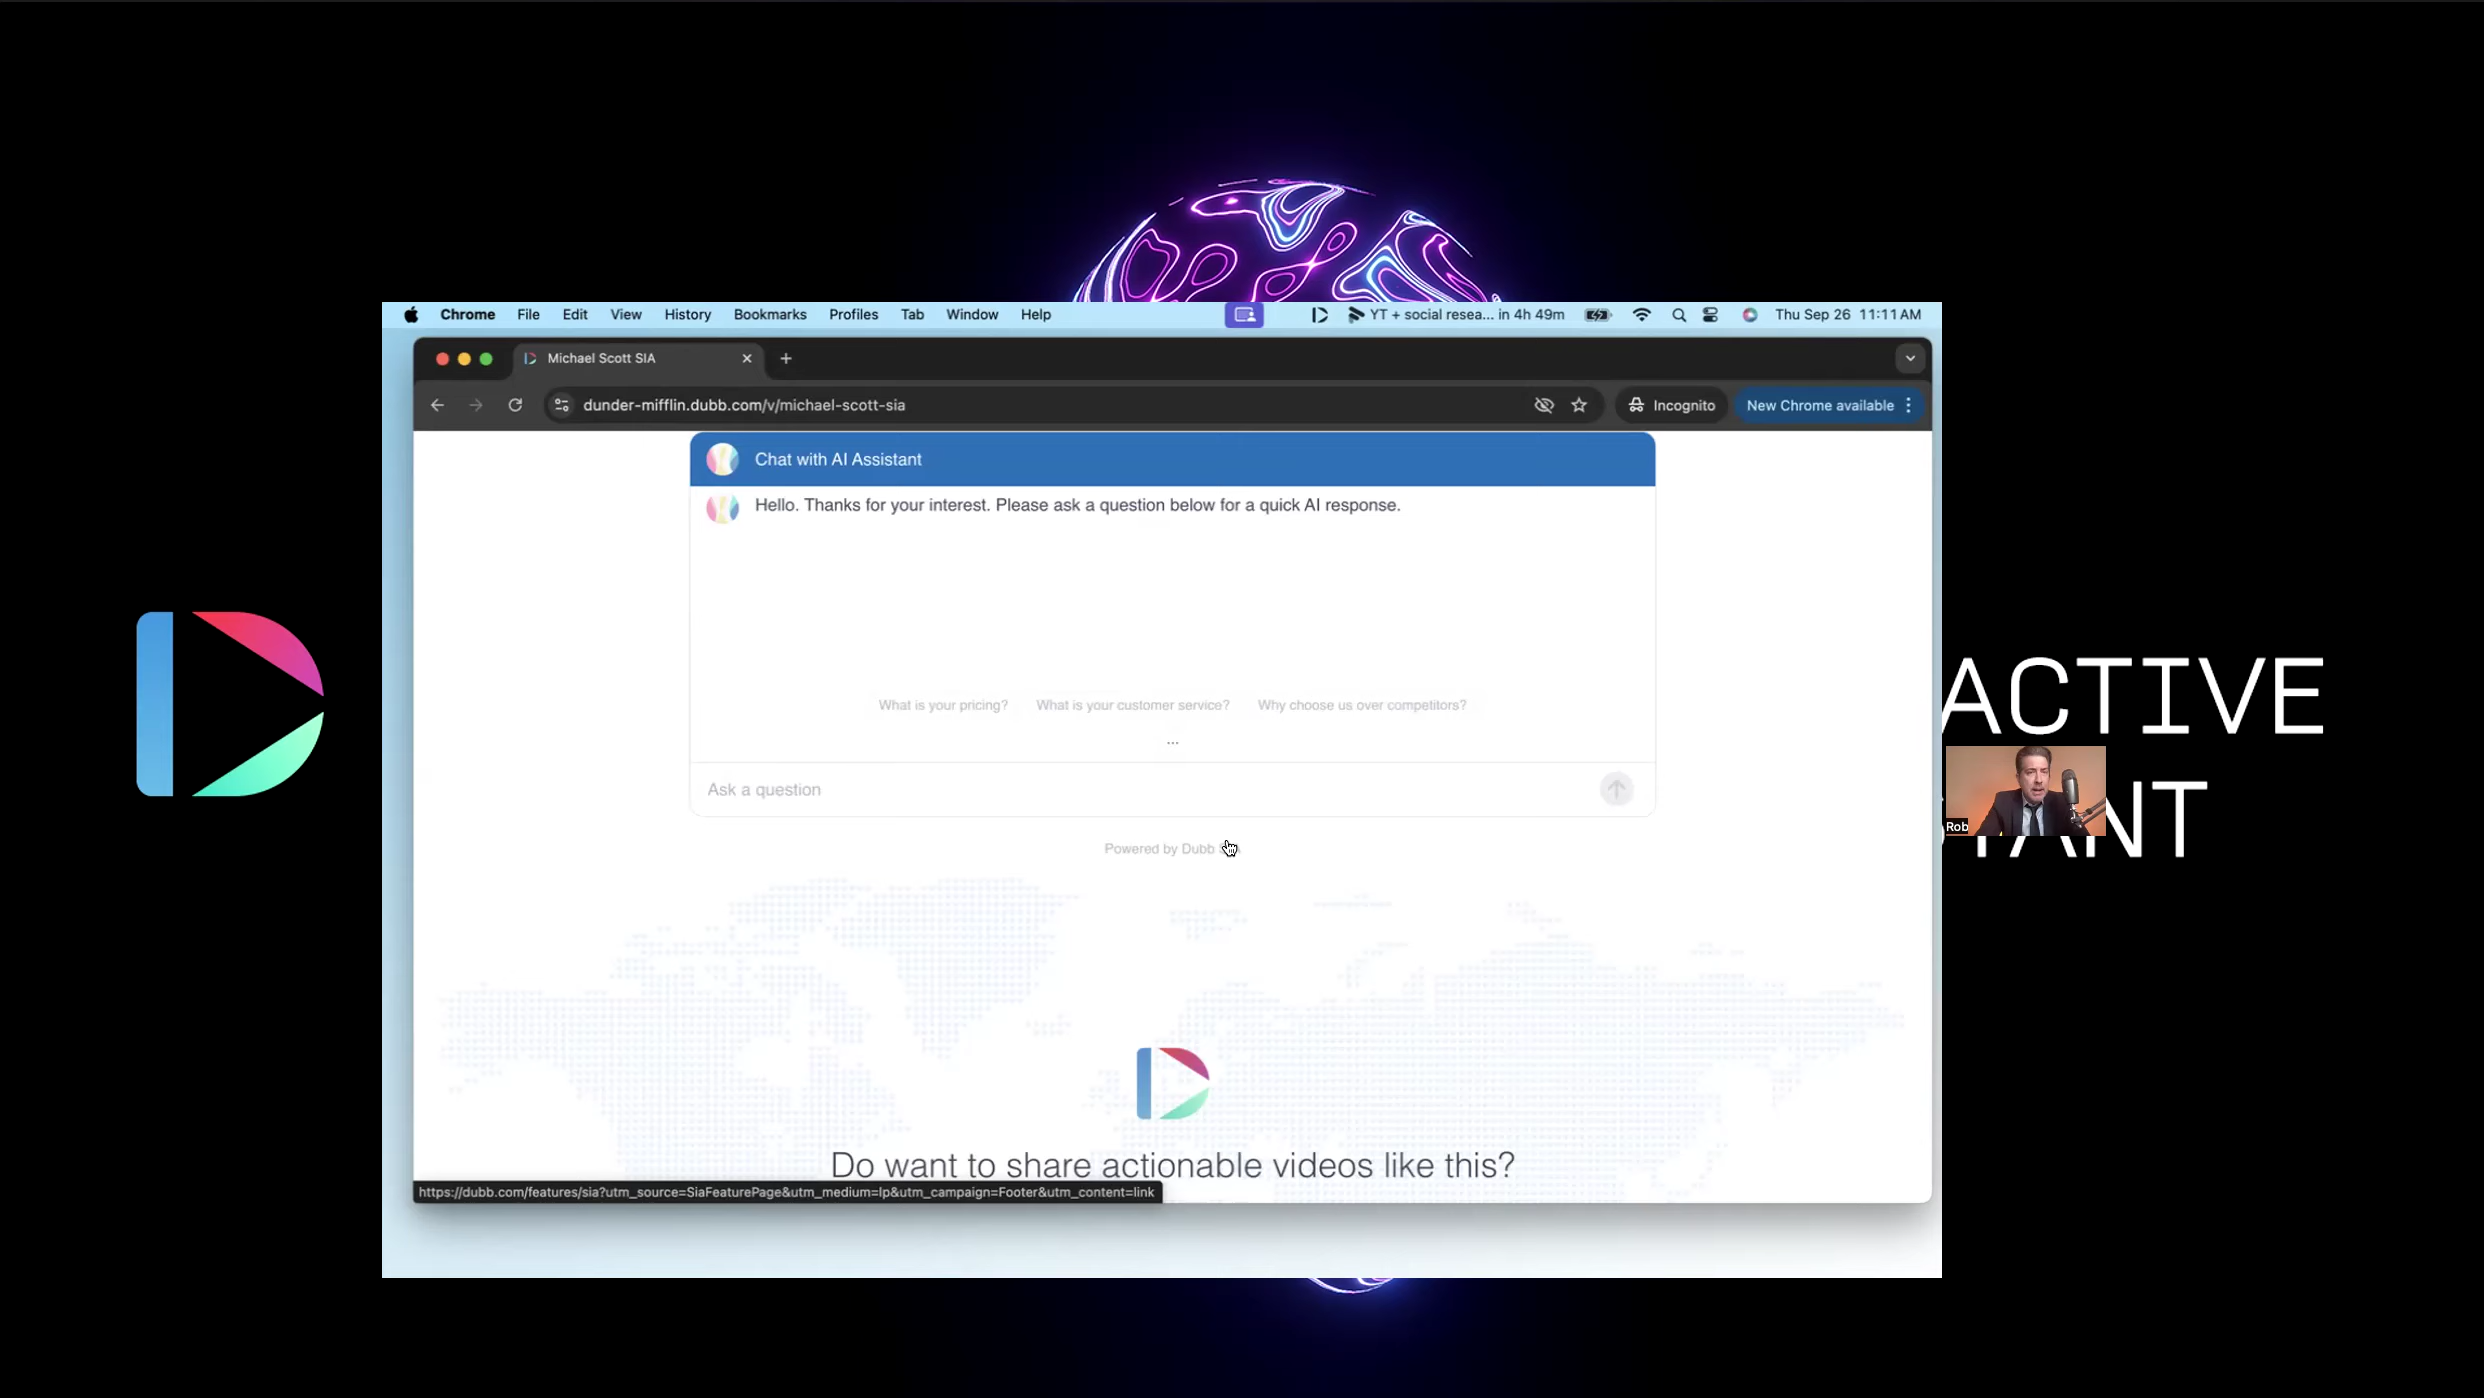 Chrome File Edit View History Bookmarks Profiles Tab Window Help YT + social resea... in 4h 49m Thu Sep 26 11:11 AM
Michael Scott SIA
dunder-mifflin.dubb.com/v/michael-scott-sia Incognito New Chrome available
Chat with AI Assistant
Hello. Thanks for your interest. Please ask a question below for a quick AI response.
ACTIVE
What is your pricing? What is your customer service? Why choose us over competitors?
...
Ask a question
Rob
ANT
Powered by Dubb
Do want to share actionable videos like this?
https://dubb.com/features/sia?utm_source=SiaFeaturePage&utm_medium=lp&utm_campaign=Footer&utm_content=link